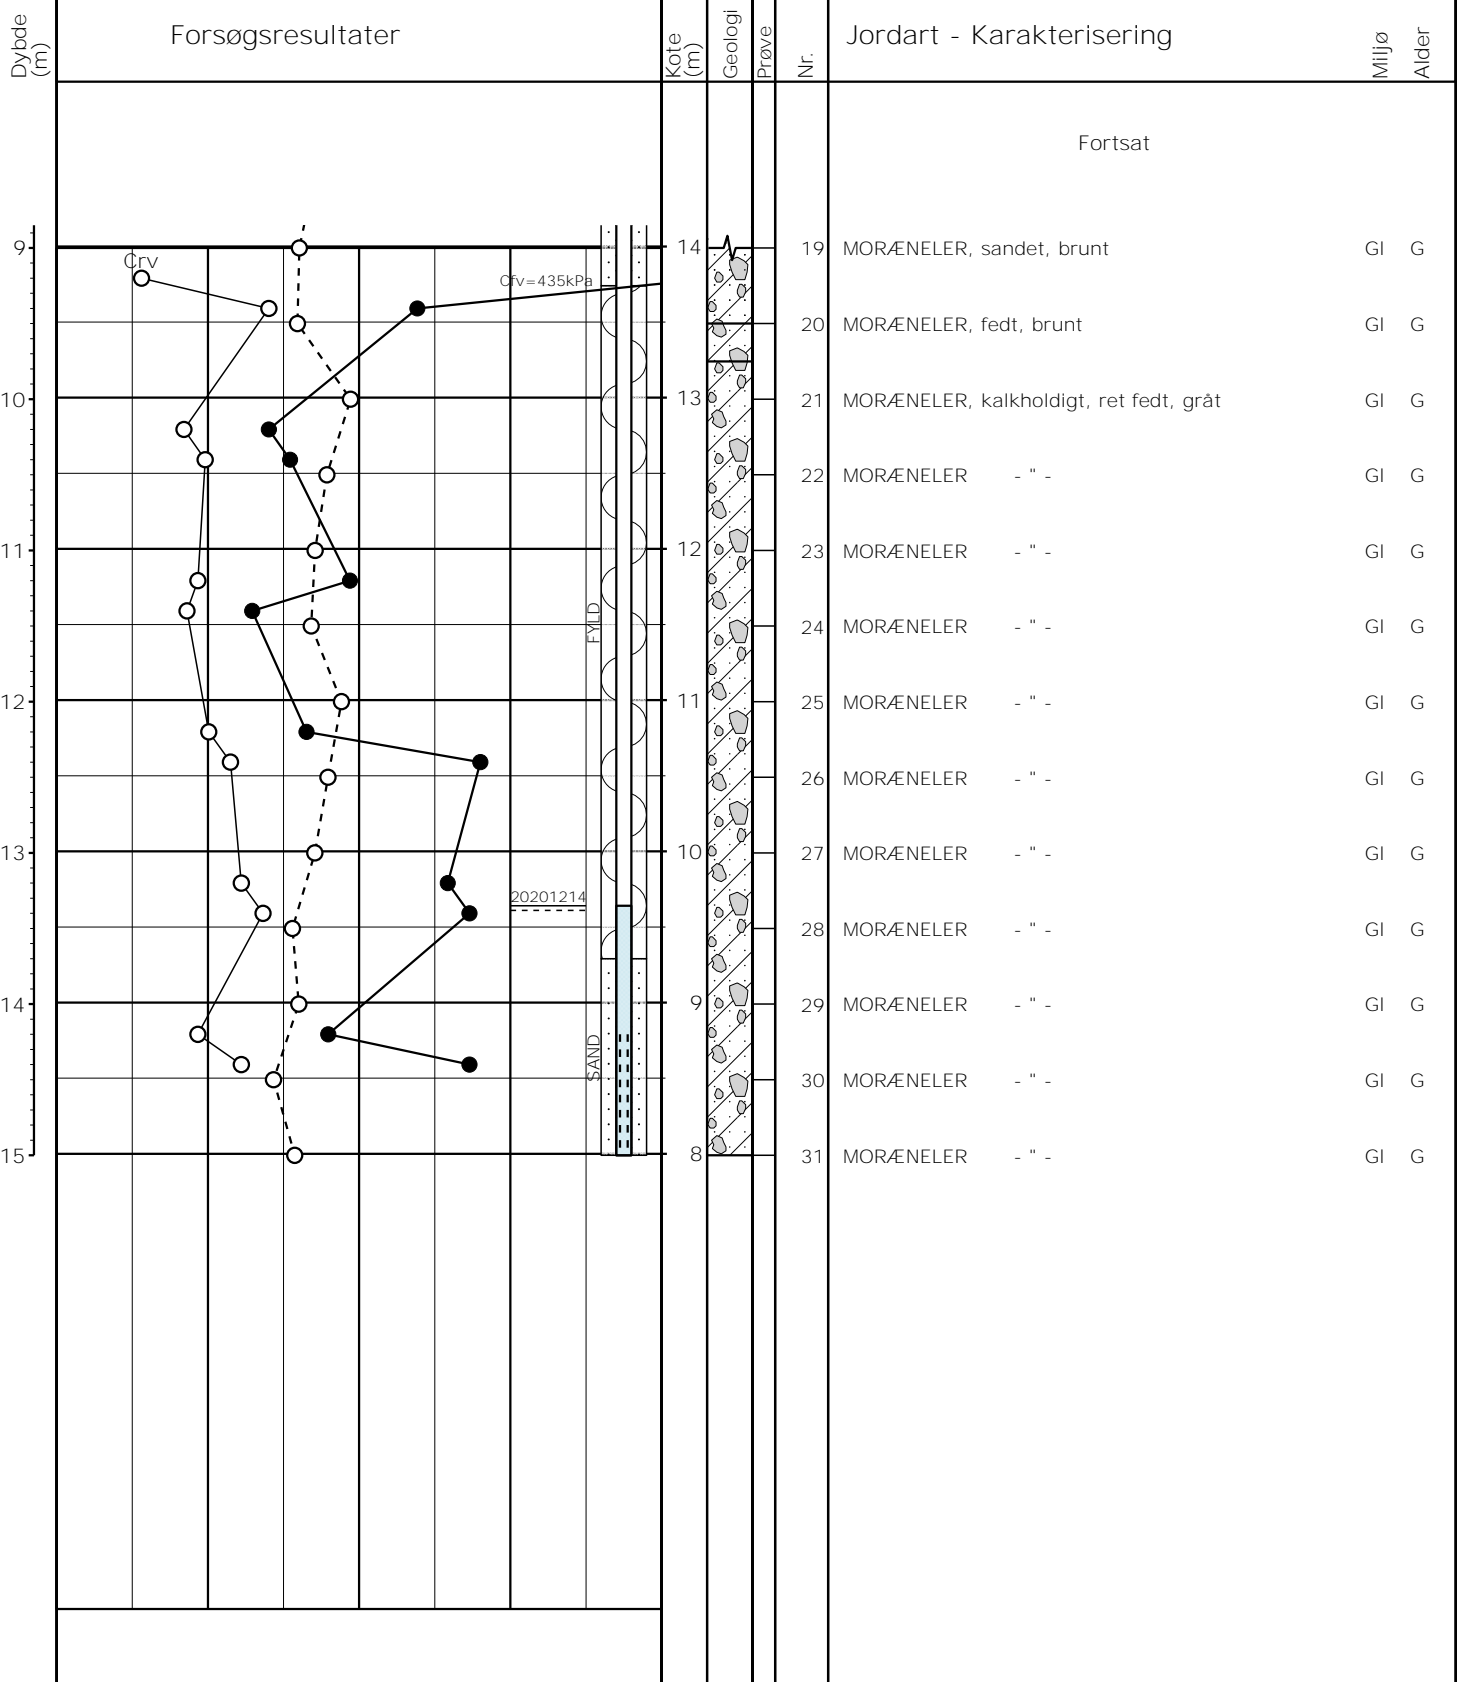 Dybde (m)
Forsøgsresultater
Kote (m)
Geologi
Prøve
Nr.
Jordart - Karakterisering
Miljø
Alder
Fortsat
9
14
19 MORÆNELER, sandet, brunt Gl G
Crv
Cfv=435kPa
20 MORÆNELER, fedt, brunt Gl G
10
13
21 MORÆNELER, kalkholdigt, ret fedt, gråt Gl G
22 MORÆNELER - " - Gl G
11
12
23 MORÆNELER - " - Gl G
FYLD
24 MORÆNELER - " - Gl G
12
11
25 MORÆNELER - " - Gl G
26 MORÆNELER - " - Gl G
13
10
27 MORÆNELER - " - Gl G
20201214
28 MORÆNELER - " - Gl G
14
9
29 MORÆNELER - " - Gl G
SAND
30 MORÆNELER - " - Gl G
15
8
31 MORÆNELER - " - Gl G